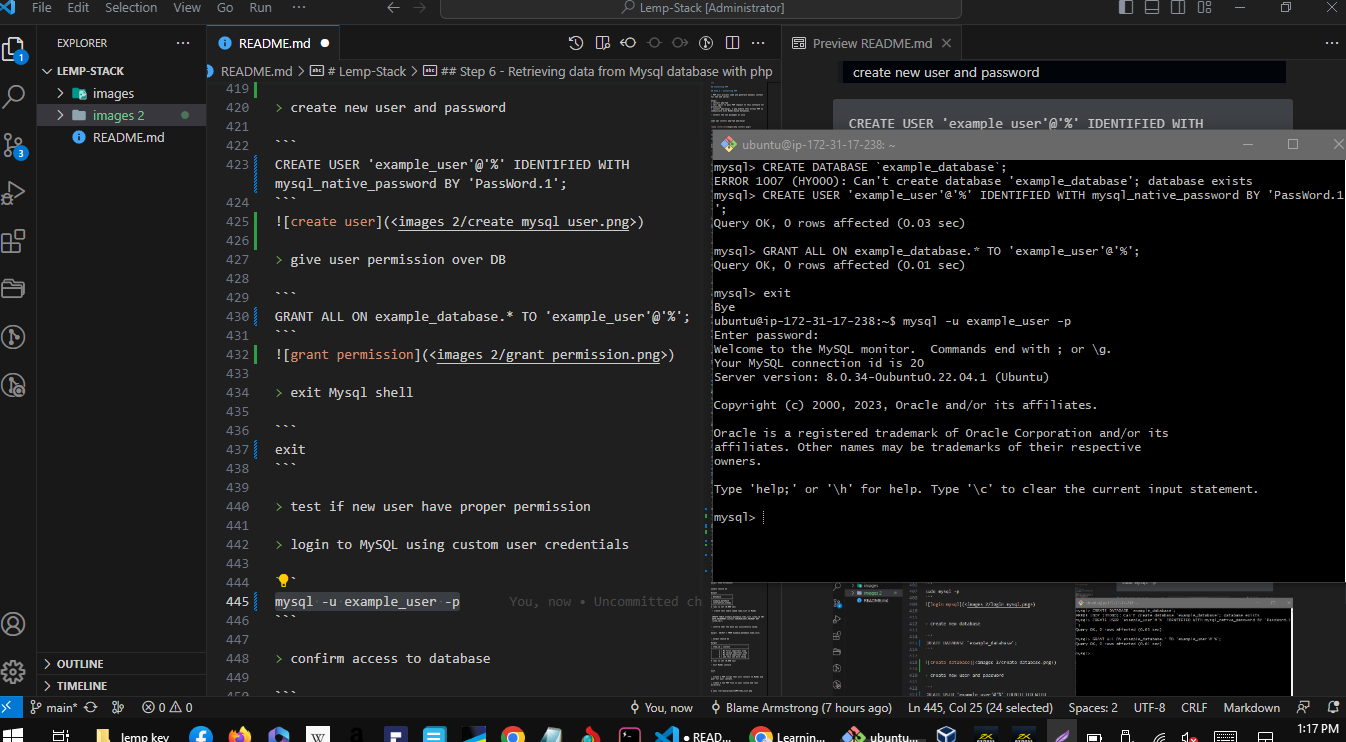 File Edit Selection View Go Run ··· Lemp-Stack [Administrator]
EXPLORER ···
LEMP-STACK
images
images 2
README.md
OUTLINE
TIMELINE
README.md
README.md > # Lemp-Stack > ## Step 6 - Retrieving data from Mysql database with php
419
420 > create new user and password
421
422 ```
423 CREATE USER 'example_user'@'%' IDENTIFIED WITH
mysql_native_password BY 'PassWord.1';
424 ```
425 ![create user](<images 2/create mysql user.png>)
426
427 > give user permission over DB
428
429 ```
430 GRANT ALL ON example_database.* TO 'example_user'@'%';
431 ```
432 ![grant permission](<images 2/grant permission.png>)
433
434 > exit Mysql shell
435
436 ```
437 exit
438 ```
439
440 > test if new user have proper permission
441
442 > login to MySQL using custom user credentials
443
444 ```
445 mysql -u example_user -p You, now • Uncommitted ch
446 ```
447
448 > confirm access to database
449
450 ```
Preview README.md
create new user and password
CREATE USER 'example_user'@'%' IDENTIFIED WITH
ubuntu@ip-172-31-17-238: ~
mysql> CREATE DATABASE `example_database`;
ERROR 1007 (HY000): Can't create database 'example_database'; database exists
mysql> CREATE USER 'example_user'@'%' IDENTIFIED WITH mysql_native_password BY 'PassWord.1
';
Query OK, 0 rows affected (0.03 sec)
mysql> GRANT ALL ON example_database.* TO 'example_user'@'%';
Query OK, 0 rows affected (0.01 sec)
mysql> exit
Bye
ubuntu@ip-172-31-17-238:~$ mysql -u example_user -p
Enter password:
Welcome to the MySQL monitor.  Commands end with ; or \g.
Your MySQL connection id is 20
Server version: 8.0.34-0ubuntu0.22.04.1 (Ubuntu)
Copyright (c) 2000, 2023, Oracle and/or its affiliates.
Oracle is a registered trademark of Oracle Corporation and/or its
affiliates. Other names may be trademarks of their respective
owners.
Type 'help;' or '\h' for help. Type '\c' to clear the current input statement.
mysql>
main* 0 0 You, now Blame Armstrong (7 hours ago) Ln 445, Col 25 (24 selected) Spaces: 2 UTF-8 CRLF Markdown
lemp key ● READ... Learnin... ubuntu... 1:17 PM